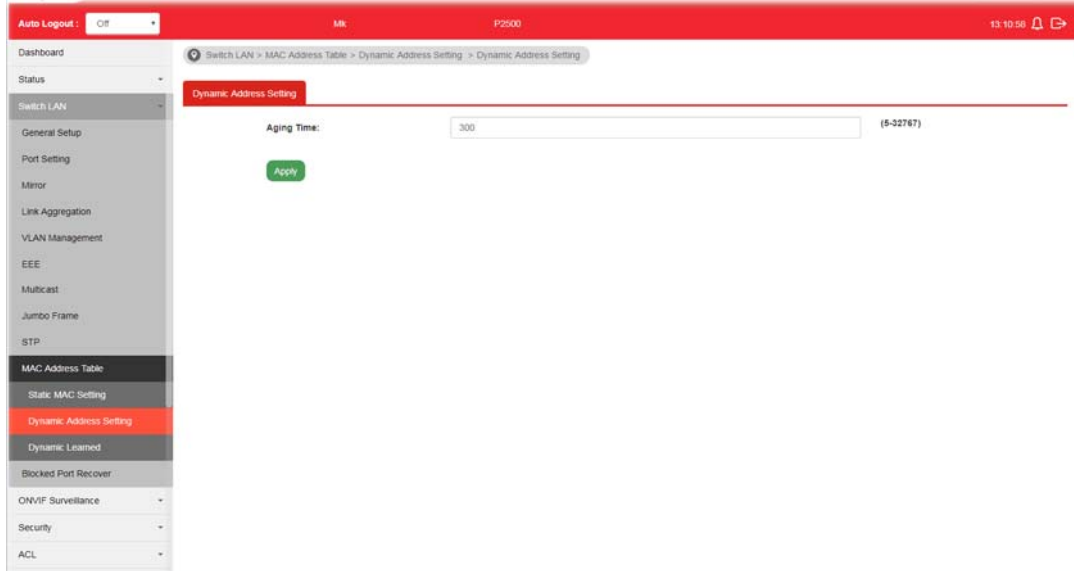 Auto Logout : Off Mk P2500 13:10:58
Dashboard
Switch LAN > MAC Address Table > Dynamic Address Setting > Dynamic Address Setting
Status
Dynamic Address Setting
Switch LAN
Aging Time: 300 (5-32767)
General Setup
Port Setting
Apply
Mirror
Link Aggregation
VLAN Management
EEE
Multicast
Jumbo Frame
STP
MAC Address Table
Static MAC Setting
Dynamic Address Setting
Dynamic Learned
Blocked Port Recover
ONVIF Surveillance
Security
ACL